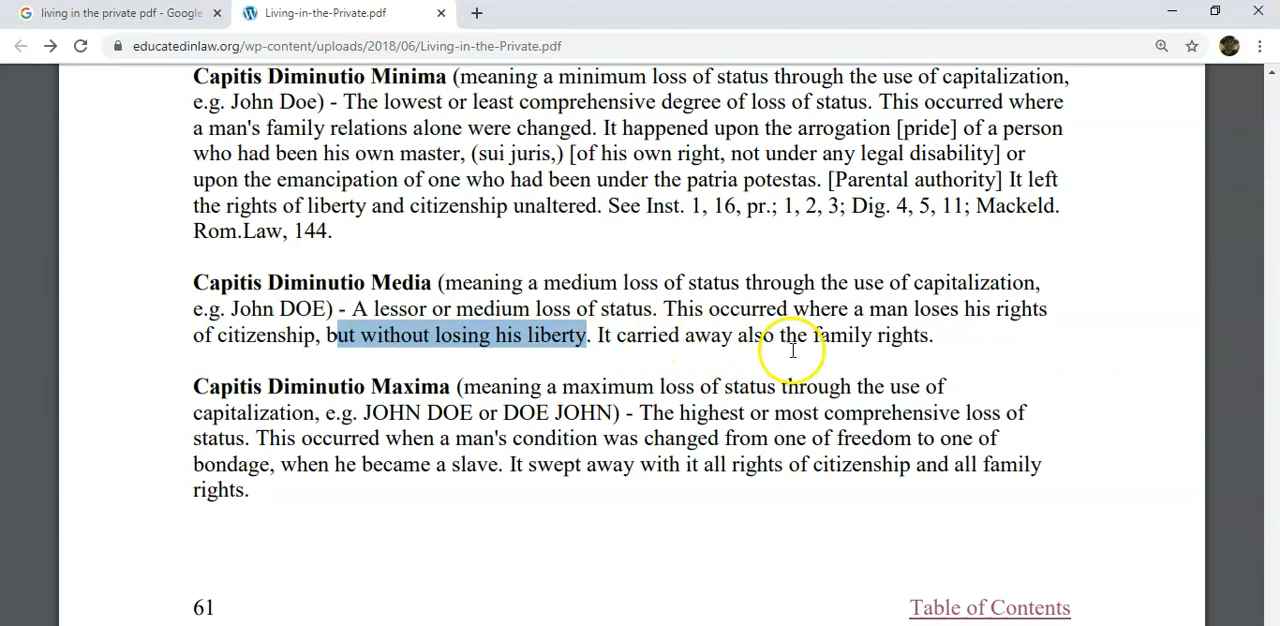 living in the private pdf - Google
Living-in-the-Private.pdf
educatedinlaw.org/wp-content/uploads/2018/06/Living-in-the-Private.pdf
Capitis Diminutio Minima (meaning a minimum loss of status through the use of capitalization,
e.g. John Doe) - The lowest or least comprehensive degree of loss of status. This occurred where
a man's family relations alone were changed. It happened upon the arrogation [pride] of a person
who had been his own master, (sui juris,) [of his own right, not under any legal disability] or
upon the emancipation of one who had been under the patria potestas. [Parental authority] It left
the rights of liberty and citizenship unaltered. See Inst. 1, 16, pr.; 1, 2, 3; Dig. 4, 5, 11; Mackeld.
Rom.Law, 144.
Capitis Diminutio Media (meaning a medium loss of status through the use of capitalization,
e.g. John DOE) - A lessor or medium loss of status. This occurred where a man loses his rights
of citizenship, but without losing his liberty. It carried away also the family rights.
Capitis Diminutio Maxima (meaning a maximum loss of status through the use of
capitalization, e.g. JOHN DOE or DOE JOHN) - The highest or most comprehensive loss of
status. This occurred when a man's condition was changed from one of freedom to one of
bondage, when he became a slave. It swept away with it all rights of citizenship and all family
rights.
61
Table of Contents